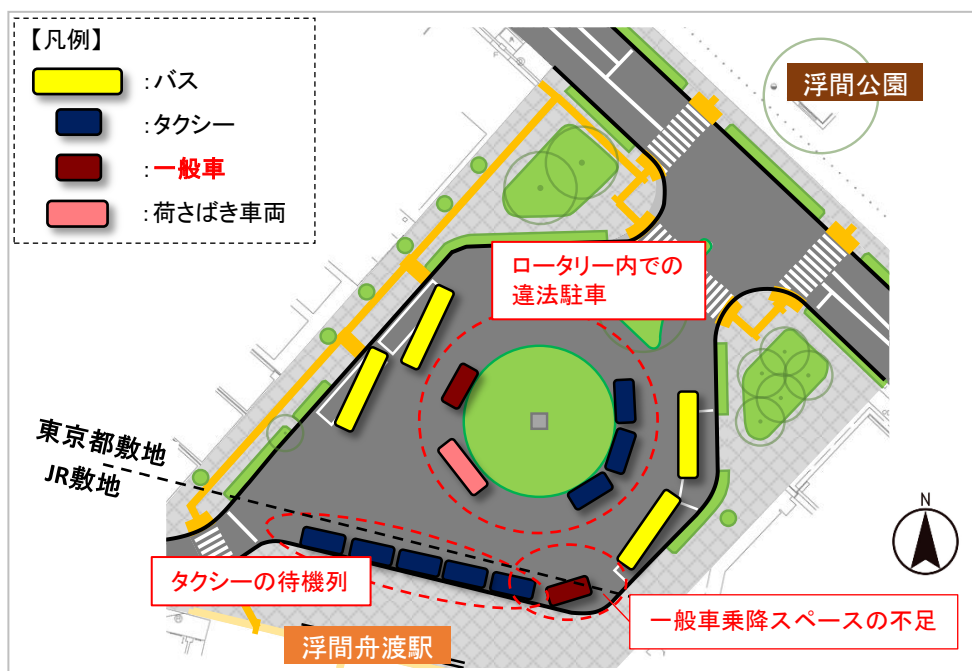 【凡例】
:バス
:タクシー
:一般車
:荷さばき車両
浮間公園
ロータリー内での
違法駐車
東京都敷地
JR敷地
N
タクシーの待機列
一般車乗降スペースの不足
浮間舟渡駅